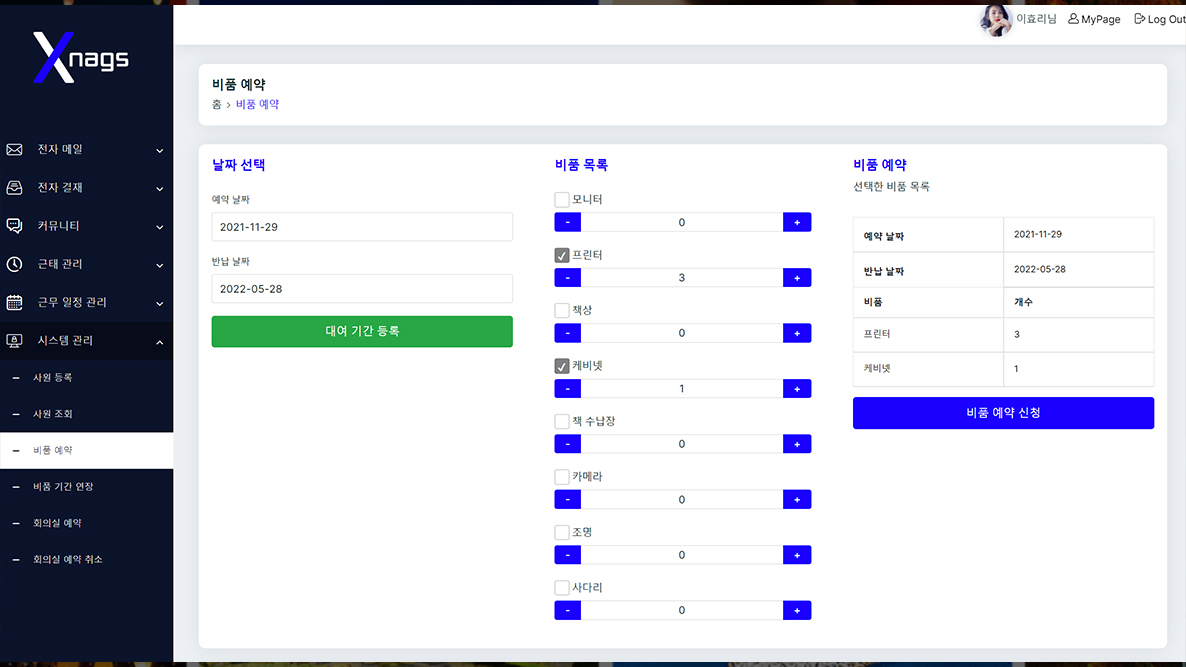 Xnags
이효리님 MyPage Log Out
전자 메일
전자 결재
커뮤니티
근태 관리
근무 일정 관리
시스템 관리
사원 등록
사원 조회
비품 예약
비품 기간 연장
회의실 예약
회의실 예약 취소
비품 예약
홈 > 비품 예약
날짜 선택
예약 날짜
2021-11-29
반납 날짜
2022-05-28
대여 기간 등록
비품 목록
모니터
- 0 +
프린터
- 3 +
책상
- 0 +
케비넷
- 1 +
책 수납장
- 0 +
카메라
- 0 +
조명
- 0 +
사다리
- 0 +
비품 예약
선택한 비품 목록
예약 날짜 2021-11-29
반납 날짜 2022-05-28
비품 개수
프린터 3
케비넷 1
비품 예약 신청